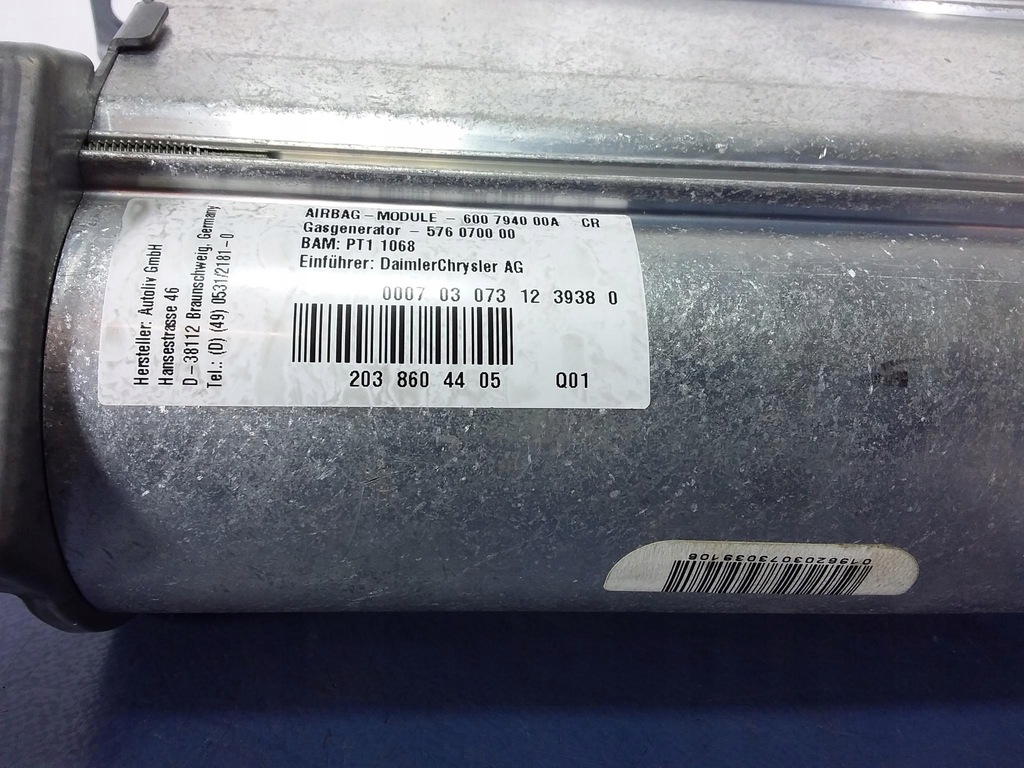 AIRBAG-MODULE - 600 7940 00A CR
Gasgenerator - 576 0700 00
BAM: PT1 1068
Einführer: DaimlerChrysler AG
0007 03 073 12 3938 0
203 860 44 05 Q01
Hersteller: Autoliv GmbH
Hansestrasse 46
D-38112 Braunschweig, Germany
Tel.: (D) (49) 0531/2181-0